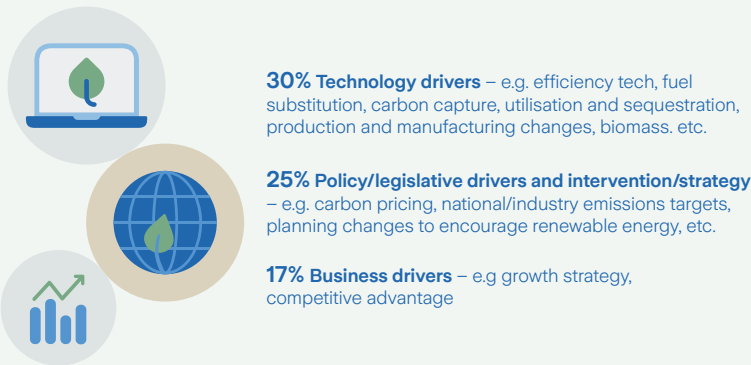 30% Technology drivers – e.g. efficiency tech, fuel
substitution, carbon capture, utilisation and sequestration,
production and manufacturing changes, biomass. etc.
25% Policy/legislative drivers and intervention/strategy
– e.g. carbon pricing, national/industry emissions targets,
planning changes to encourage renewable energy, etc.
17% Business drivers – e.g growth strategy,
competitive advantage